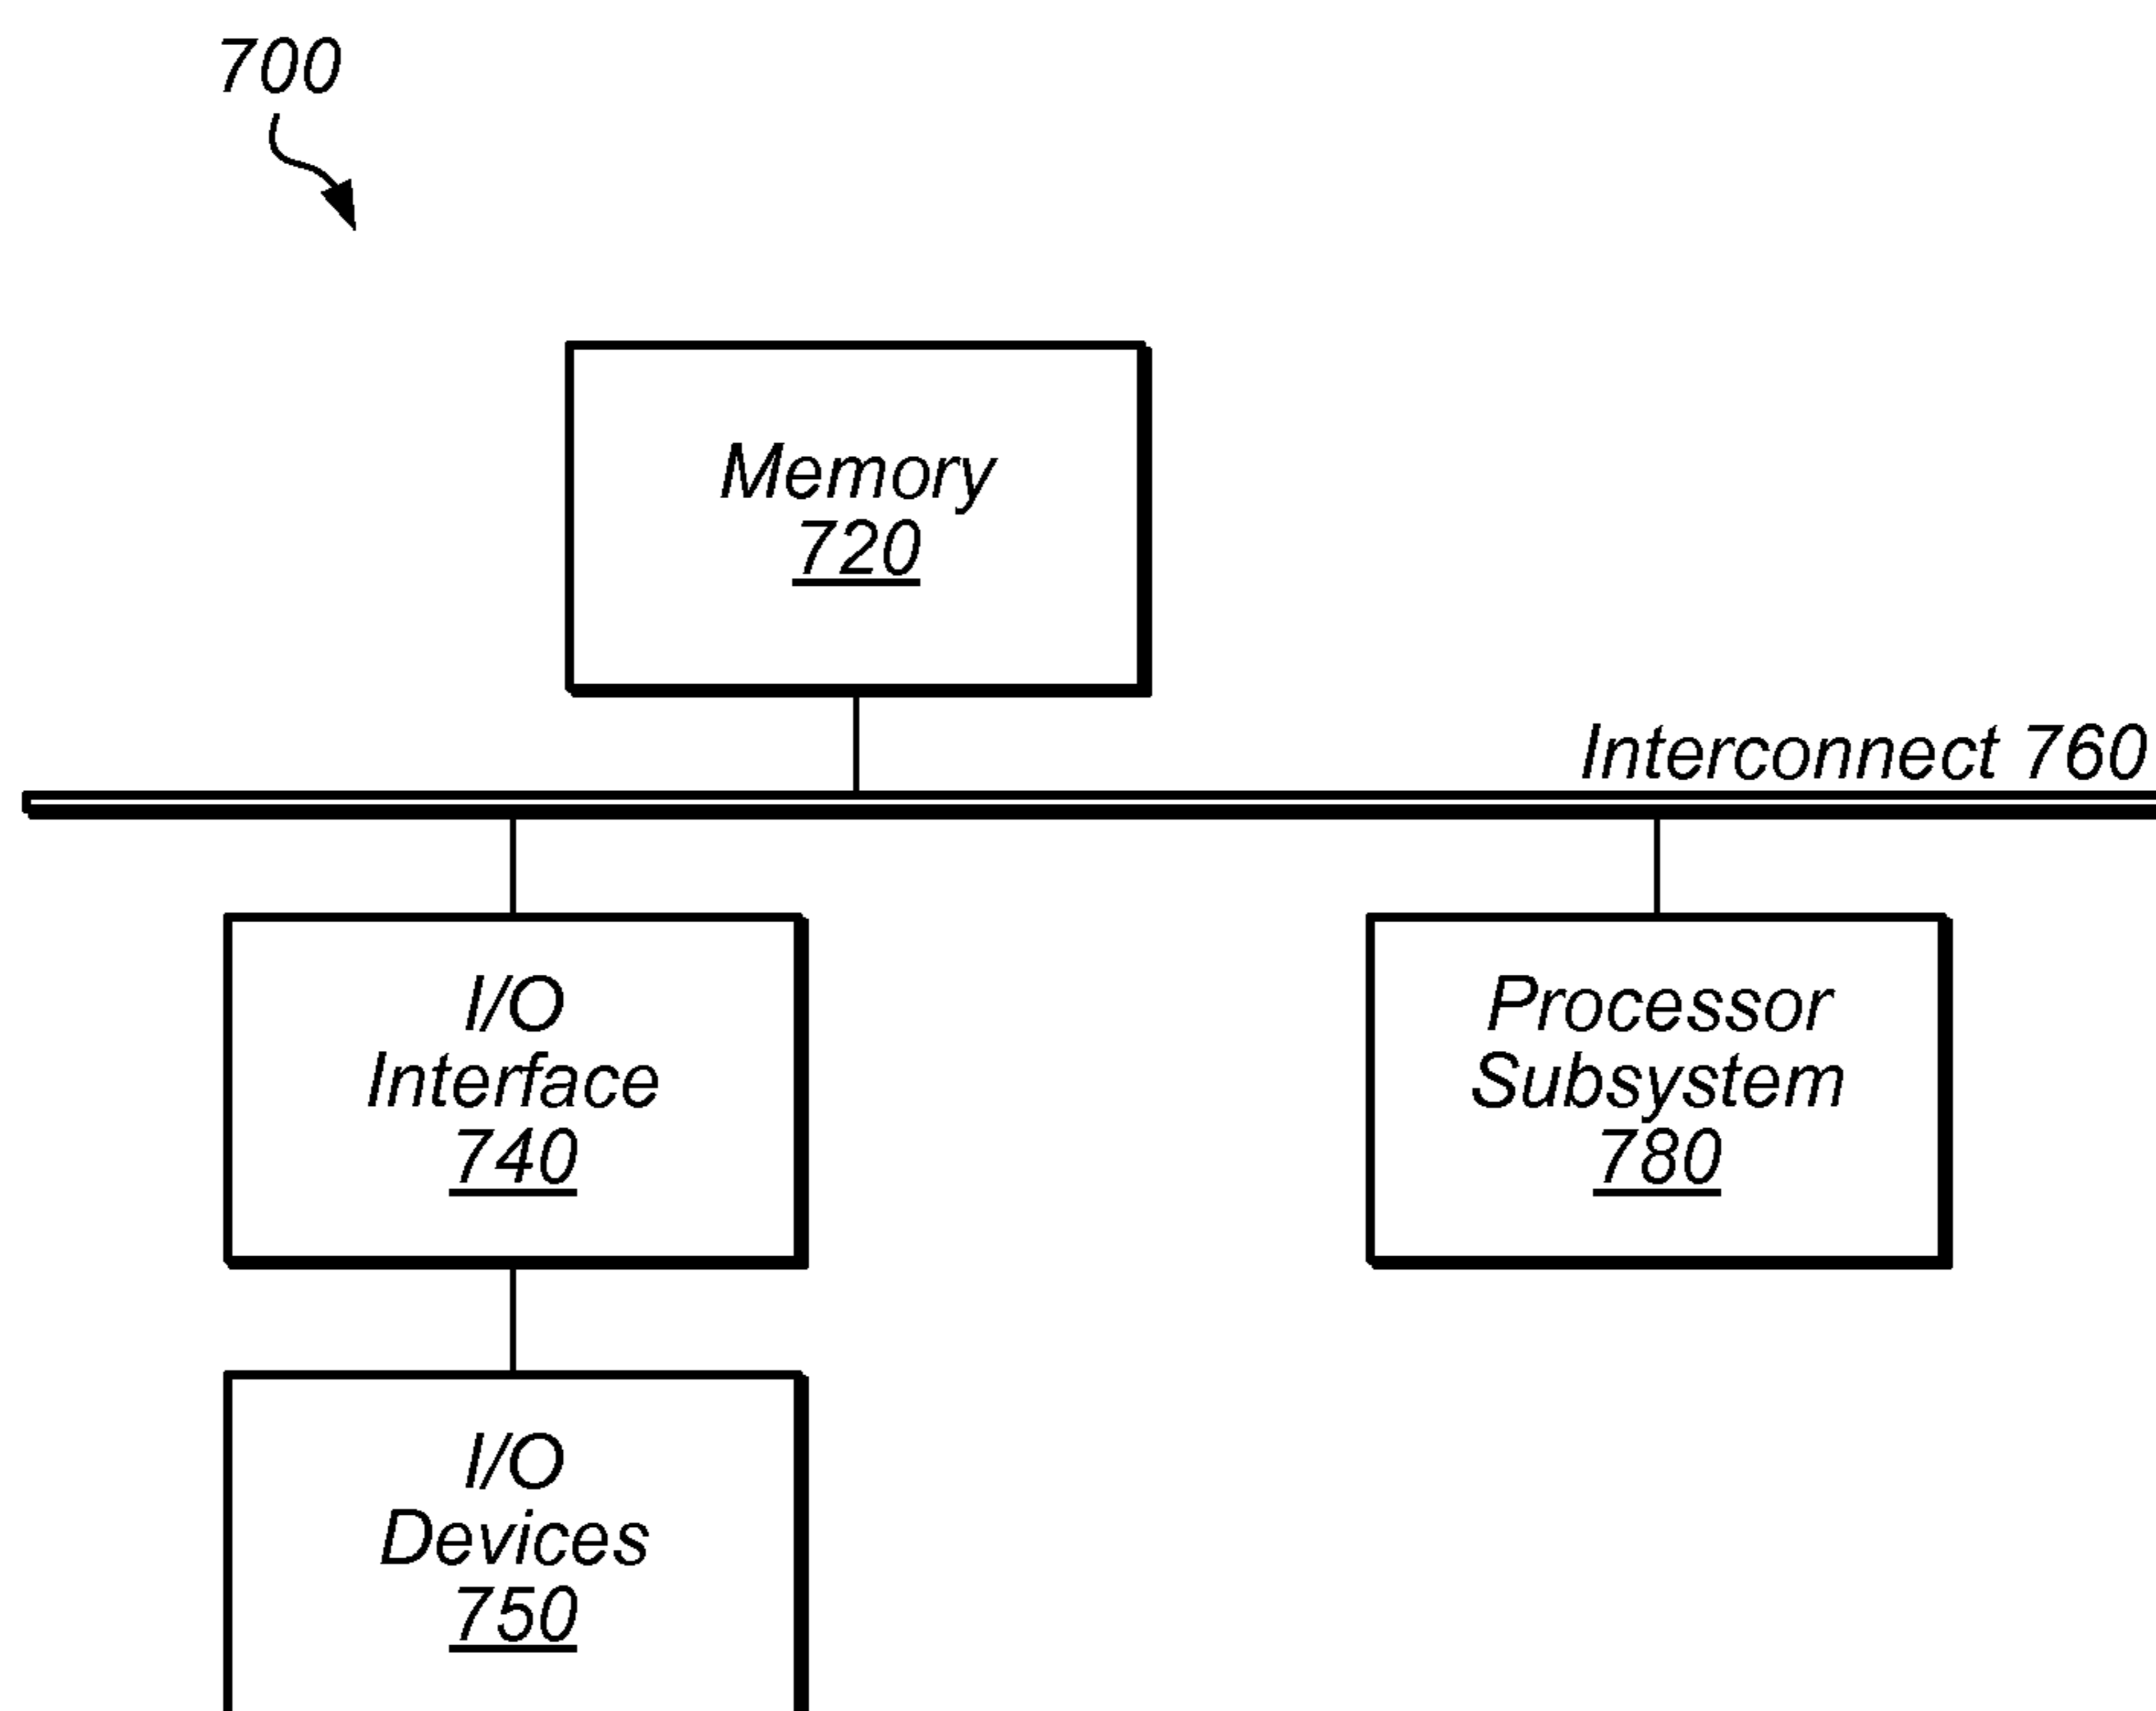 700
Memory
720
Interconnect 760
I/O
Interface
740
Processor
Subsystem
780
I/O
Devices
750